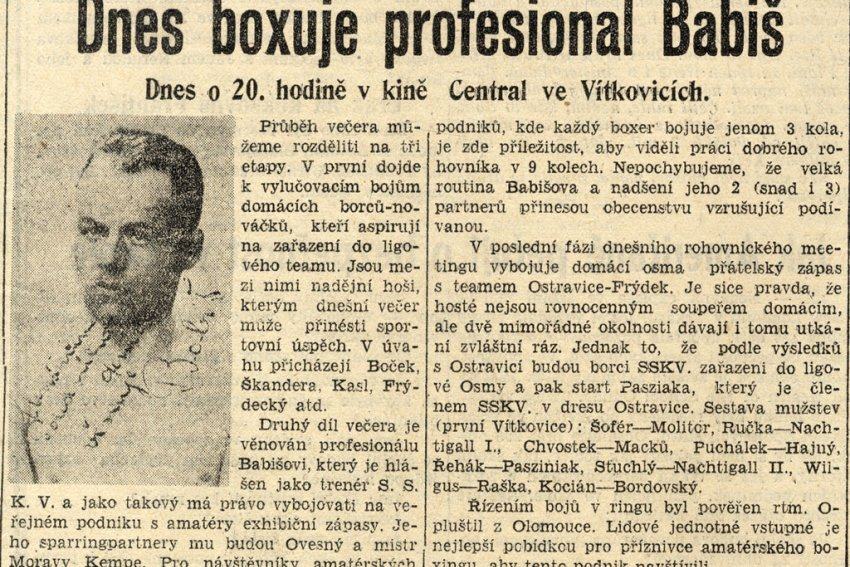 Dnes boxuje profesional Babiš
Dnes o 20. hodině v kině Central ve Vítkovicích.
Babiš
Průběh večera mů-
žeme rozděliti na tři
etapy. V první dojde
k vylučovacím bojům
domácích borců-no-
váčků, kteří aspirují
na zařazení do ligo-
vého teamu. Jsou me-
zi nimi nadějní hoši,
kterým dnešní večer
může přinésti spor-
tovní úspěch. V úva-
hu přicházejí Boček,
Škandera, Kasl, Frý-
decký atd.
Druhý díl večera je
věnován profesionálu
Babišovi, který je hlá-
šen jako trenér S. S.
K. V. a jako takový má právo vybojovati na ve-
řejném podniku s amatéry exhibiční zápasy. Je-
ho sparringpartnery mu budou Ovesný a mistr
Moravy Kempe. Pro návštěvníky amatérských
podniků, kde každý boxer bojuje jenom 3 kola,
je zde příležitost, aby viděli práci dobrého ro-
hovníka v 9 kolech. Nepochybujeme, že velká
routina Babišova a nadšení jeho 2 (snad i 3)
partnerů přinesou obecenstvu vzrušující podí-
vanou.
V poslední fázi dnešního rohovnického mee-
tingu vybojuje domácí osma přátelský zápas
s teamem Ostravice-Frýdek. Je sice pravda, že
hosté nejsou rovnocenným soupeřem domácím,
ale dvě mimořádné okolnosti dávají i tomu utká-
ní zvláštní ráz. Jednak to, že podle výsledků
s Ostravicí budou borci SSKV. zařazeni do ligo-
vé Osmy a pak start Pasziaka, který je čle-
nem SSKV. v dresu Ostravice. Sestava mužstev
(první Vítkovice): Šofér—Molitor, Ručka—Nach-
tigall I., Chvostek—Macků, Puchálek—Hajný,
Řehák—Pasziniak, Stuchlý—Nachtigall II., Wil-
gus—Raška, Kocián—Bordovský.
Řízením bojů v ringu byl pověřen rtm. O-
pluštil z Olomouce. Lidové jednotné vstupné je
nejlepší pobídkou pro příznivce amatérského bo-
xingu, aby tento podnik navštívili.